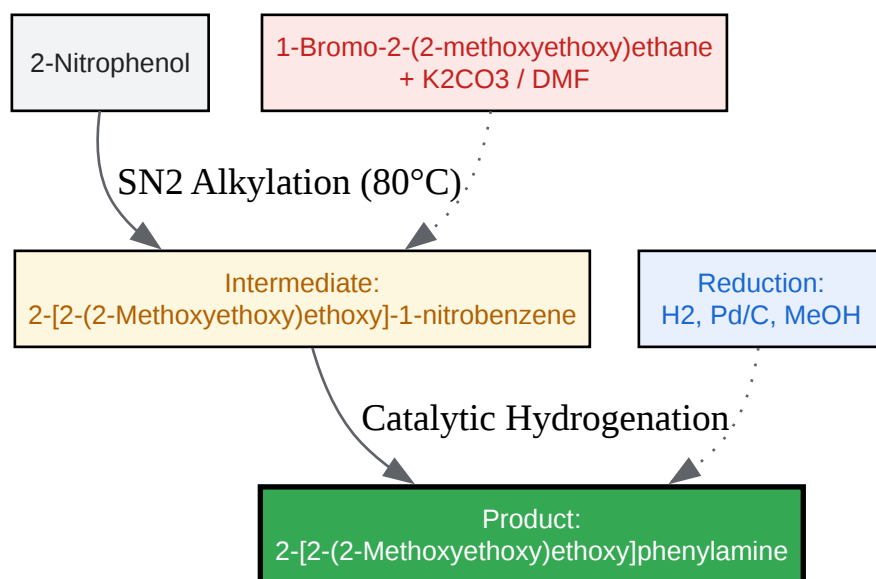 2-Nitrophenol
1-Bromo-2-(2-methoxyethoxy)ethane
+ K2CO3 / DMF
SN2 Alkylation (80°C)
Intermediate:
2-[2-(2-Methoxyethoxy)ethoxy]-1-nitrobenzene
Reduction:
H2, Pd/C, MeOH
Catalytic Hydrogenation
Product:
2-[2-(2-Methoxyethoxy)ethoxy]phenylamine